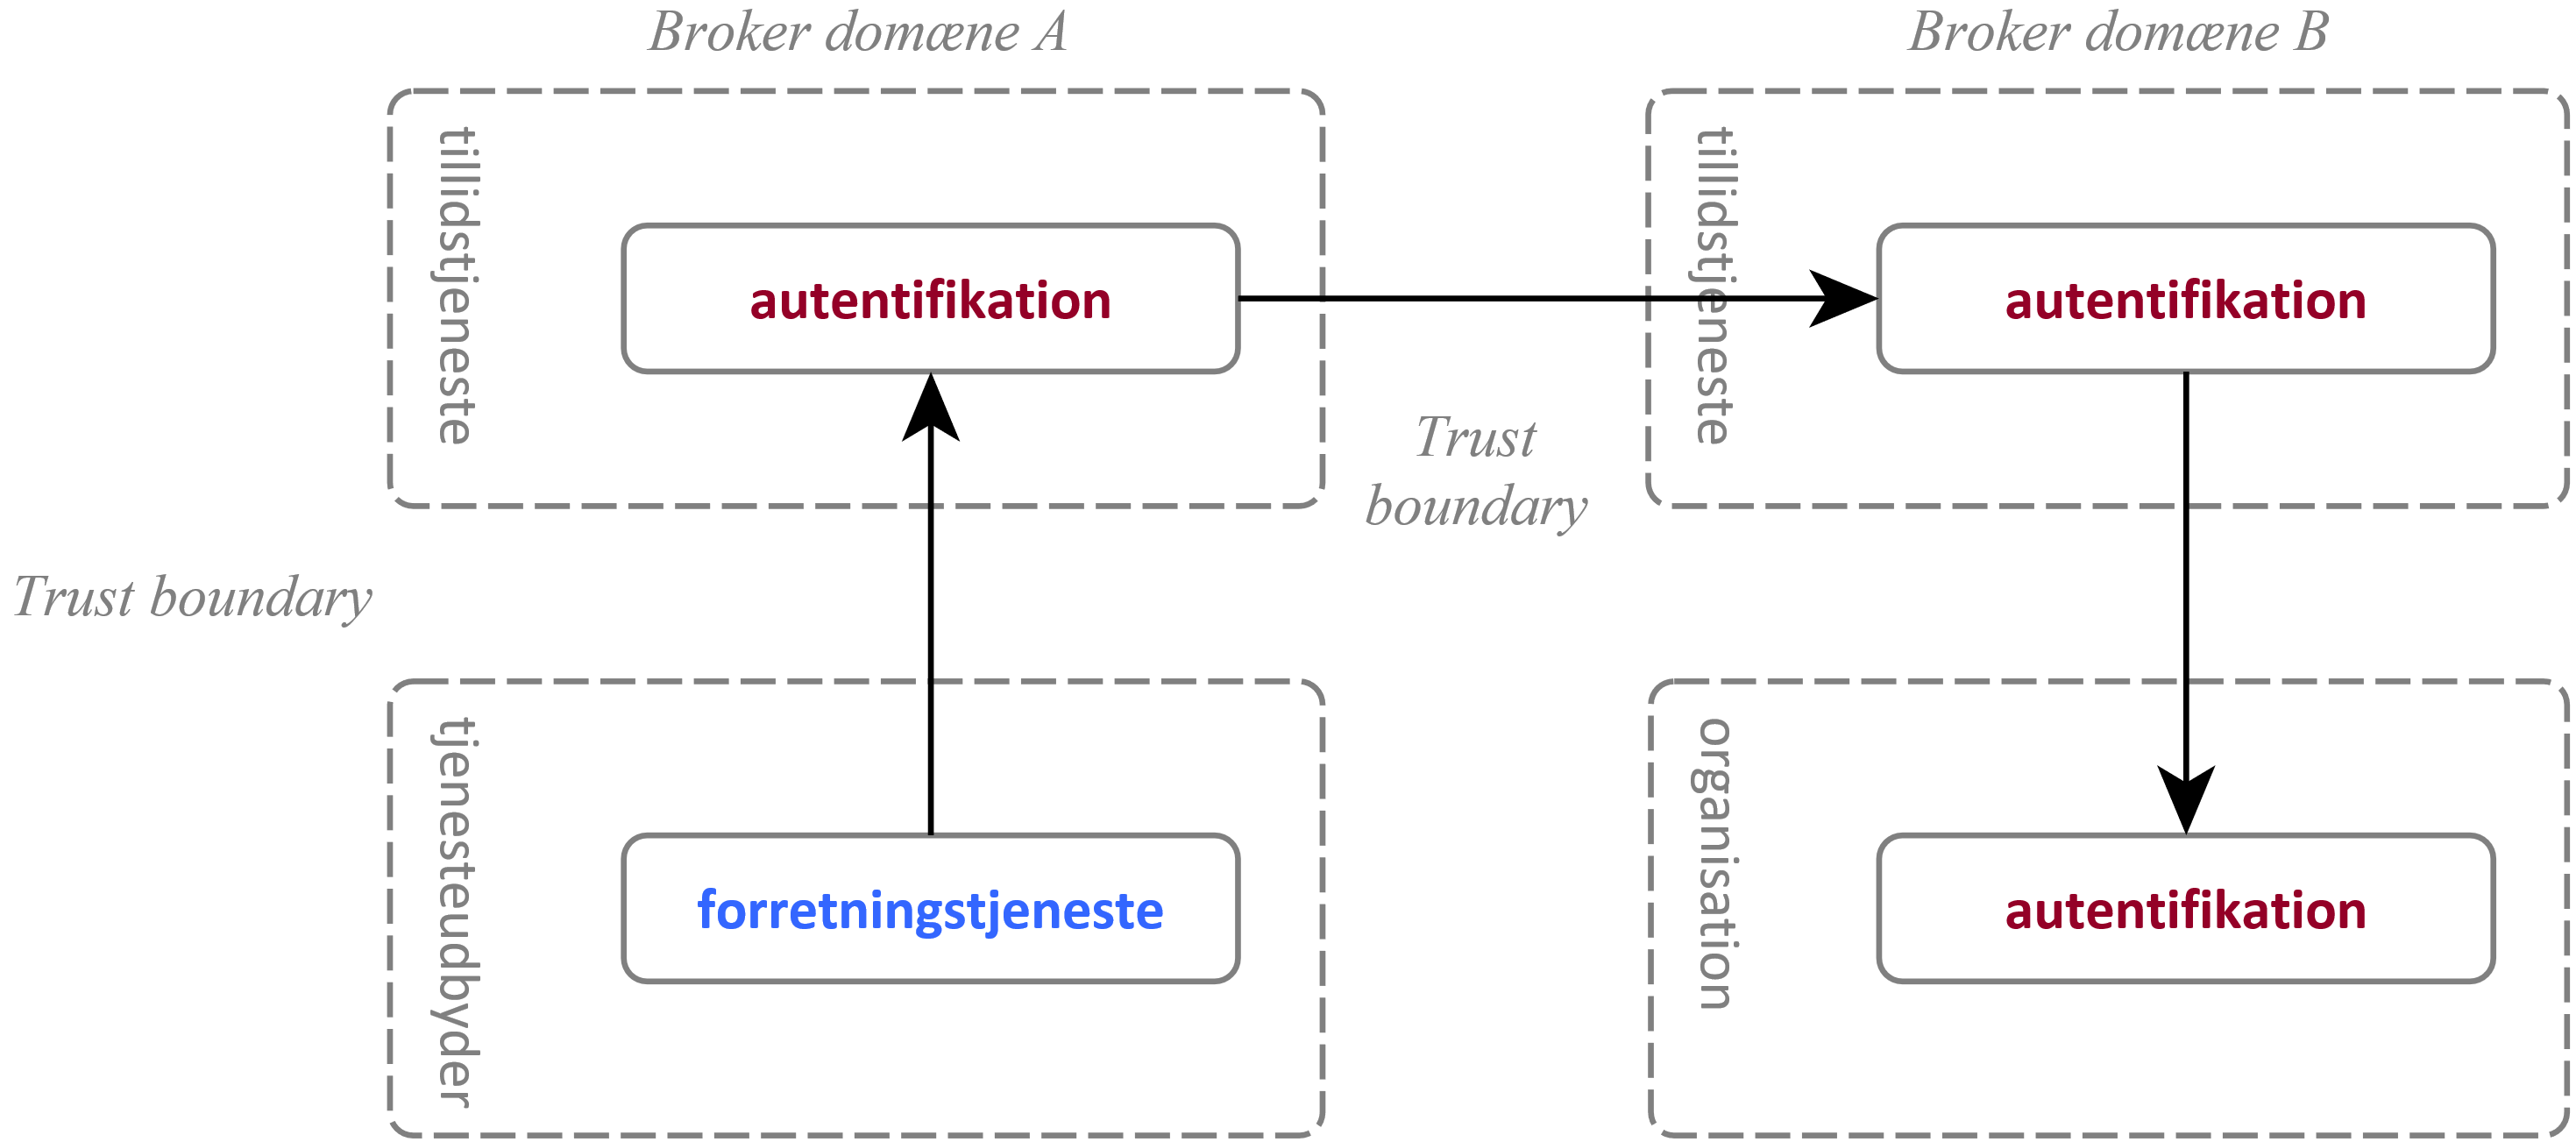 Broker domæne A
Broker domæne B
tillidstjeneste
autentifikation
tillidstjeneste
autentifikation
Trust
boundary
Trust boundary
tjenesteudbyder
forretningstjeneste
organisation
autentifikation